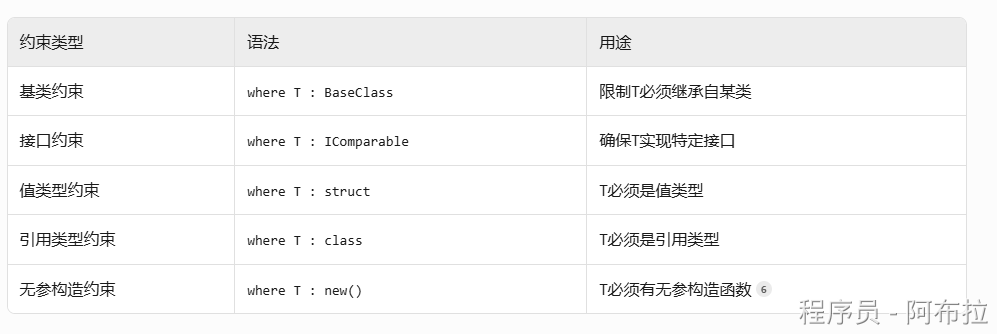 约束类型 语法 用途
基类约束 where T : BaseClass 限制T必须继承自某类
接口约束 where T : IComparable 确保T实现特定接口
值类型约束 where T : struct T必须是值类型
引用类型约束 where T : class T必须是引用类型
无参构造约束 where T : new() T必须有无参构造函数 6
程序员 - 阿布拉